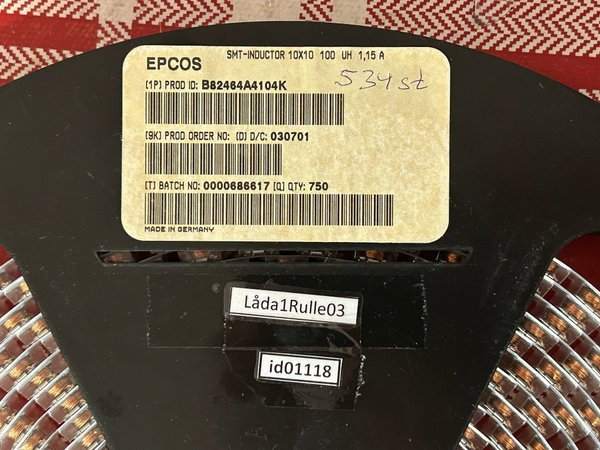 SMT-INDUCTOR 10X10 100 UH 1,15 A
EPCOS
534 st
[1P] PROD ID: B82464A4104K
[9K] PROD ORDER NO: [D] D/C: 030701
[T] BATCH NO: 0000686617 [Q] QTY: 750
MADE IN GERMANY
Låda1Rulle03
id01118